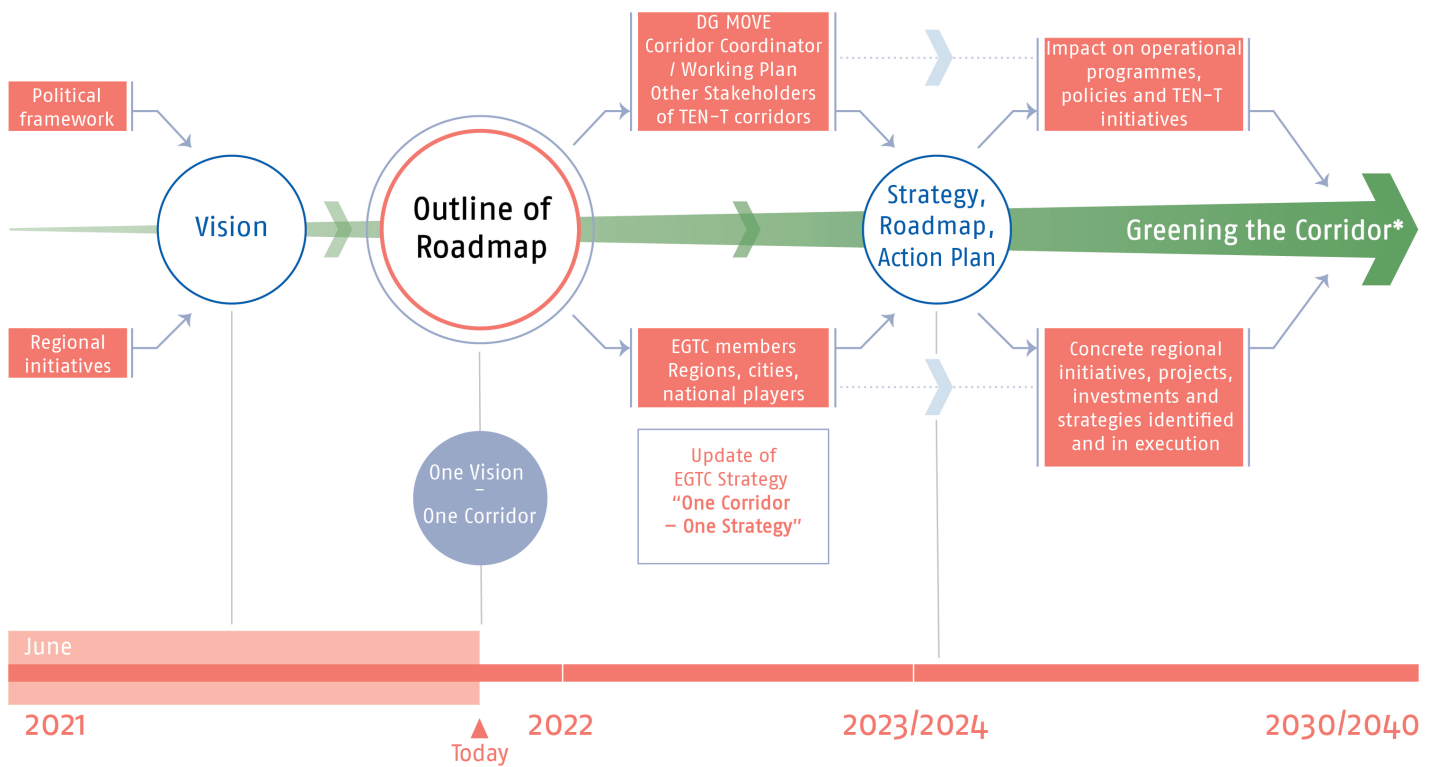 Political
framework
Regional
initiatives
Vision
Outline of
Roadmap
One Vision
–
One Corridor
DG MOVE
Corridor Coordinator
/ Working Plan
Other Stakeholders
of TEN-T corridors
EGTC members
Regions, cities,
national players
Update of
EGTC Strategy
“One Corridor
– One Strategy”
Strategy,
Roadmap,
Action Plan
Impact on operational
programmes,
policies and TEN-T
initiatives
Greening the Corridor*
Concrete regional
initiatives, projects,
investments and
strategies identified
and in execution
June
2021
Today
2022
2023/2024
2030/2040